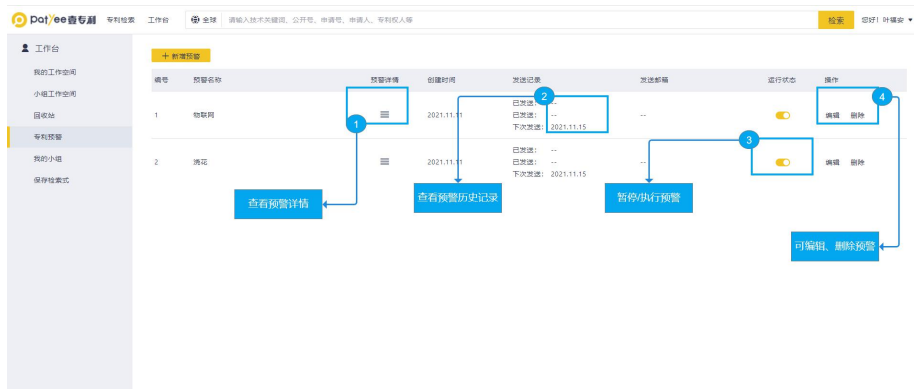 patyee壹专利 专利检索 工作台 全球 请输入技术关键词、公开号、申请号、申请人、专利权人等 检索 您好！叶福安
工作台
我的工作空间
小组工作空间
回收站
专利预警
我的小组
保存检索式
新增预警
编号 预警名称 预警详情 创建时间 发送记录 发送邮箱 运行状态 操作
已发送： --
1 物联网 2021.11.11 已发送： -- -- 编辑 删除
下次发送： 2021.11.15
已发送： --
2 浇花 2021.11.11 已发送： -- -- 编辑 删除
下次发送： 2021.11.15
1
2
3
4
查看预警详情
查看预警历史记录
暂停/执行预警
可编辑、删除预警